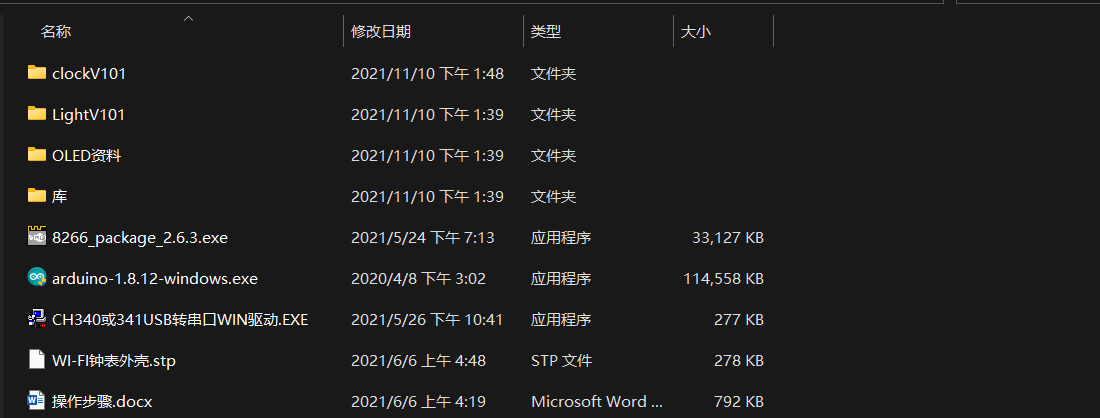 名称 修改日期 类型 大小
clockV101 2021/11/10 下午 1:48 文件夹
LightV101 2021/11/10 下午 1:39 文件夹
OLED资料 2021/11/10 下午 1:39 文件夹
库 2021/11/10 下午 1:39 文件夹
8266_package_2.6.3.exe 2021/5/24 下午 7:13 应用程序 33,127 KB
arduino-1.8.12-windows.exe 2020/4/8 下午 3:02 应用程序 114,558 KB
CH340或341USB转串口WIN驱动.EXE 2021/5/26 下午 10:41 应用程序 277 KB
WI-FI钟表外壳.stp 2021/6/6 上午 4:48 STP 文件 278 KB
操作步骤.docx 2021/6/6 上午 4:19 Microsoft Word ... 792 KB